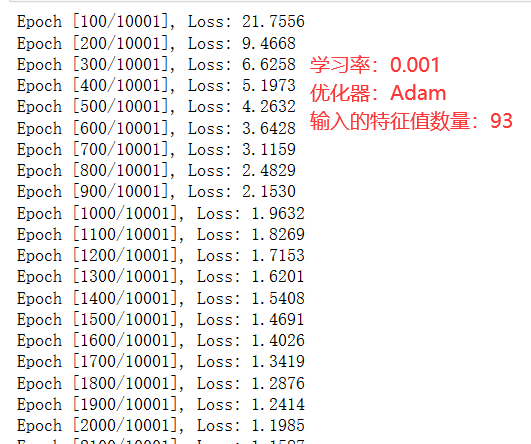 Epoch [100/10001], Loss: 21.7556
Epoch [200/10001], Loss: 9.4668
Epoch [300/10001], Loss: 6.6258
Epoch [400/10001], Loss: 5.1973
Epoch [500/10001], Loss: 4.2632
Epoch [600/10001], Loss: 3.6428
Epoch [700/10001], Loss: 3.1159
Epoch [800/10001], Loss: 2.4829
Epoch [900/10001], Loss: 2.1530
Epoch [1000/10001], Loss: 1.9632
Epoch [1100/10001], Loss: 1.8269
Epoch [1200/10001], Loss: 1.7153
Epoch [1300/10001], Loss: 1.6201
Epoch [1400/10001], Loss: 1.5408
Epoch [1500/10001], Loss: 1.4691
Epoch [1600/10001], Loss: 1.4026
Epoch [1700/10001], Loss: 1.3419
Epoch [1800/10001], Loss: 1.2876
Epoch [1900/10001], Loss: 1.2414
Epoch [2000/10001], Loss: 1.1985
学习率：0.001
优化器：Adam
输入的特征值数量：93